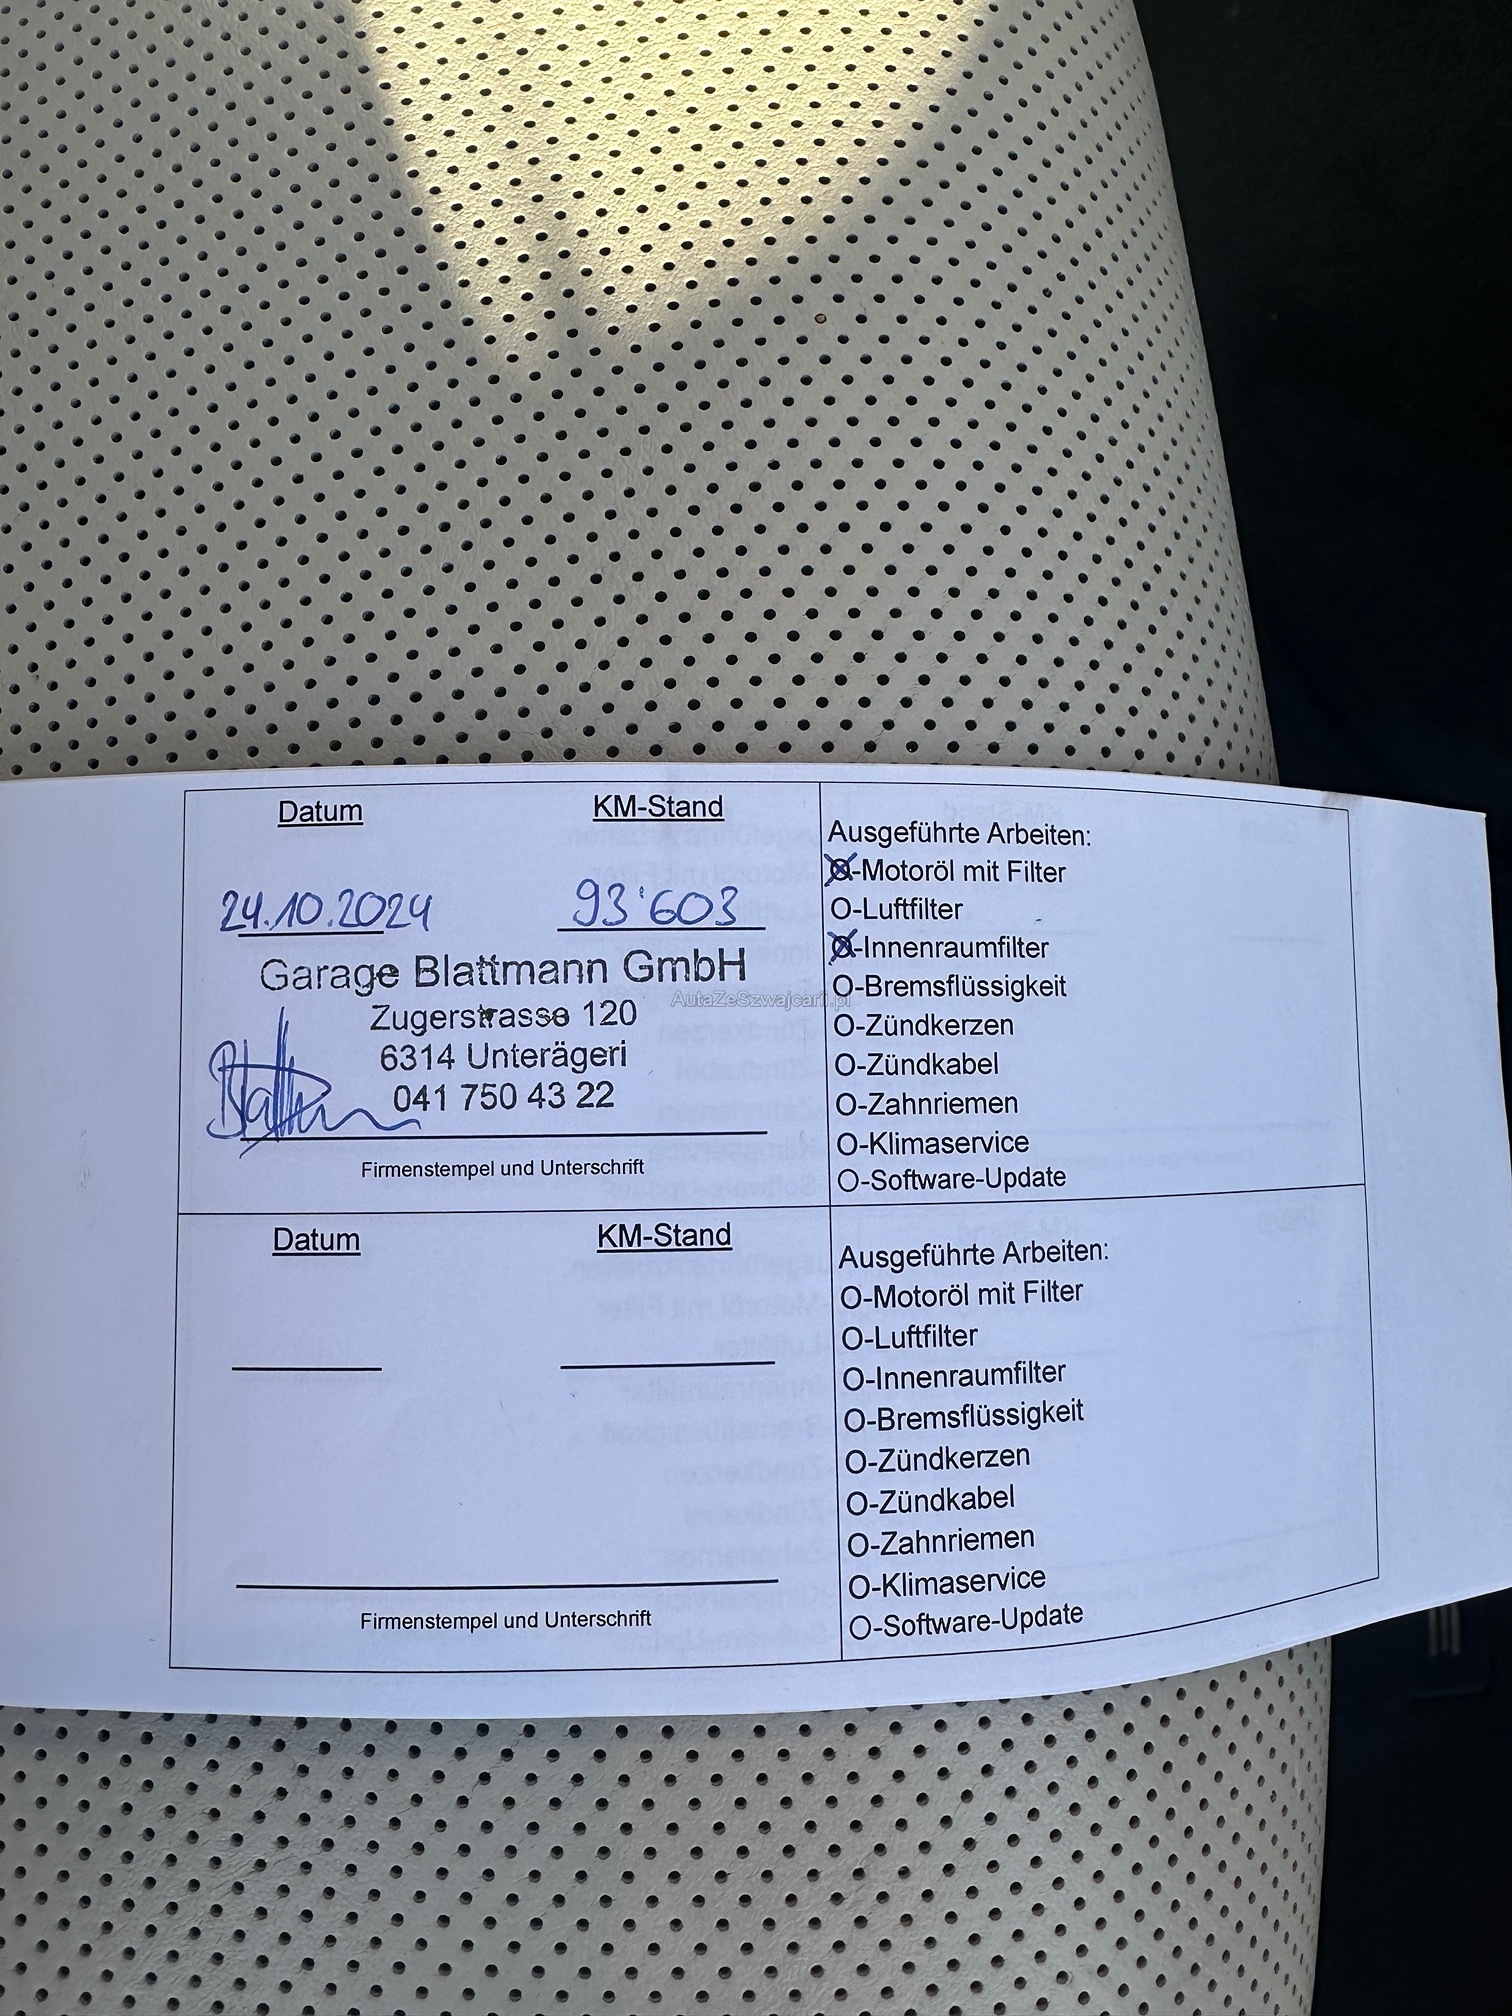 Datum KM-Stand
24.10.2024 93'603
Garage Blattmann GmbH
Zugerstrasse 120
6314 Unterägeri
041 750 43 22
Firmenstempel und Unterschrift
Ausgeführte Arbeiten:
O-Motoröl mit Filter
O-Luftfilter
O-Innenraumfilter
O-Bremsflüssigkeit
O-Zündkerzen
O-Zündkabel
O-Zahnriemen
O-Klimaservice
O-Software-Update
AutaZeSzwajcarii.pl
Datum KM-Stand
Firmenstempel und Unterschrift
Ausgeführte Arbeiten:
O-Motoröl mit Filter
O-Luftfilter
O-Innenraumfilter
O-Bremsflüssigkeit
O-Zündkerzen
O-Zündkabel
O-Zahnriemen
O-Klimaservice
O-Software-Update